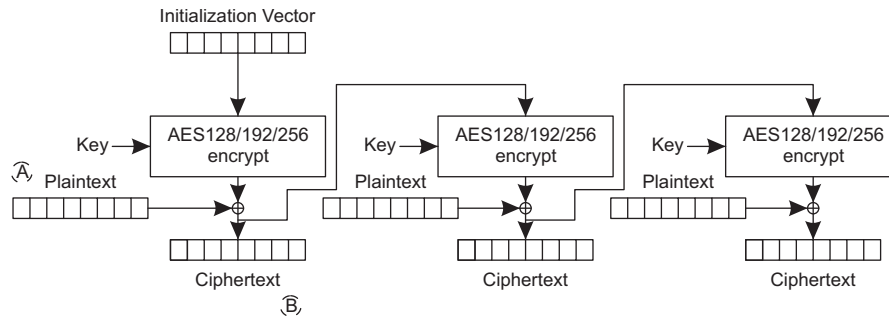 Initialization Vector
Key
AES128/192/256
encrypt
Key
AES128/192/256
encrypt
Key
AES128/192/256
encrypt
A
Plaintext
Plaintext
Plaintext
Ciphertext
Ciphertext
Ciphertext
B